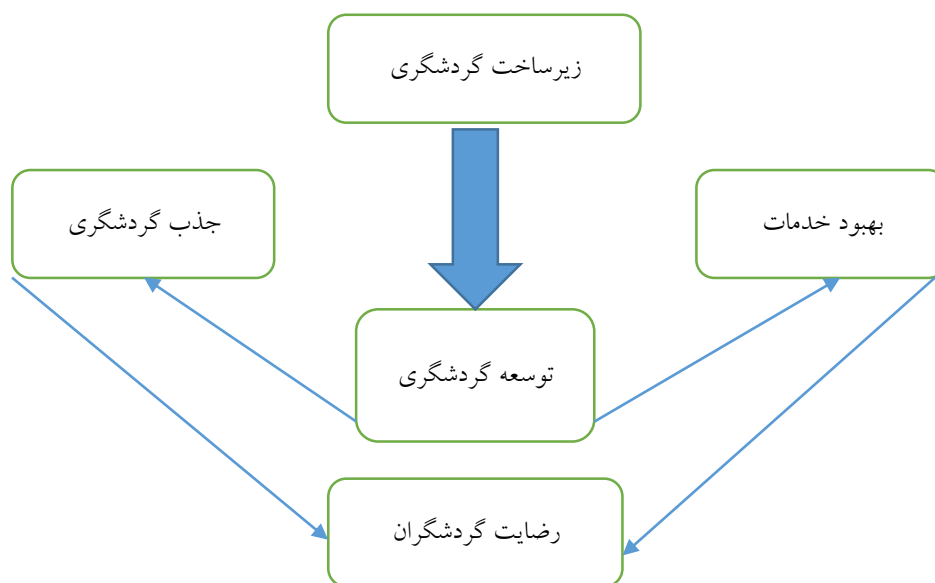 زیرساخت گردشگری
بهبود خدمات
جذب گردشگری
توسعه گردشگری
رضایت گردشگران